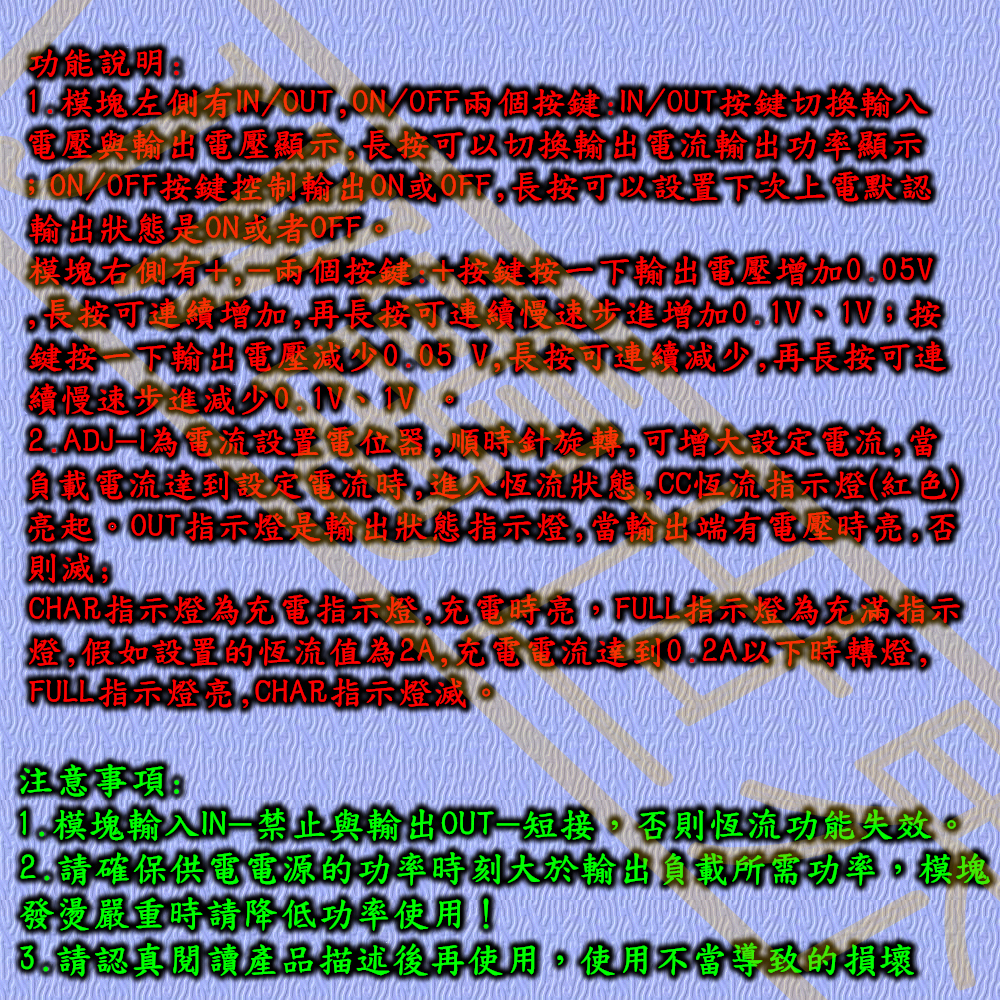 功能說明:
1.模塊左側有IN/OUT,ON/OFF兩個按鍵:IN/OUT按鍵切換輸入
電壓與輸出電壓顯示,長按可以切換輸出電流輸出功率顯示
;ON/OFF按鍵控制輸出ON或OFF,長按可以設置下次上電默認
輸出狀態是ON或者OFF。
模塊右側有+,-兩個按鍵:+按鍵按一下輸出電壓增加0.05V
,長按可連續增加,再長按可連續慢速步進增加0.1V、1V;按
鍵按一下輸出電壓減少0.05 V,長按可連續減少,再長按可連
續慢速步進減少0.1V、1V 。
2.ADJ-I為電流設置電位器,順時針旋轉,可增大設定電流,當
負載電流達到設定電流時,進入恆流狀態,CC恆流指示燈(紅色)
亮起。OUT指示燈是輸出狀態指示燈,當輸出端有電壓時亮,否
則滅;
CHAR指示燈為充電指示燈,充電時亮，FULL指示燈為充滿指示
燈,假如設置的恆流值為2A,充電電流達到0.2A以下時轉燈,
FULL指示燈亮,CHAR指示燈滅。
注意事項:
1.模塊輸入IN-禁止與輸出OUT-短接，否則恆流功能失效。
2.請確保供電電源的功率時刻大於輸出負載所需功率，模塊
發燙嚴重時請降低功率使用！
3.請認真閱讀產品描述後再使用，使用不當導致的損壞